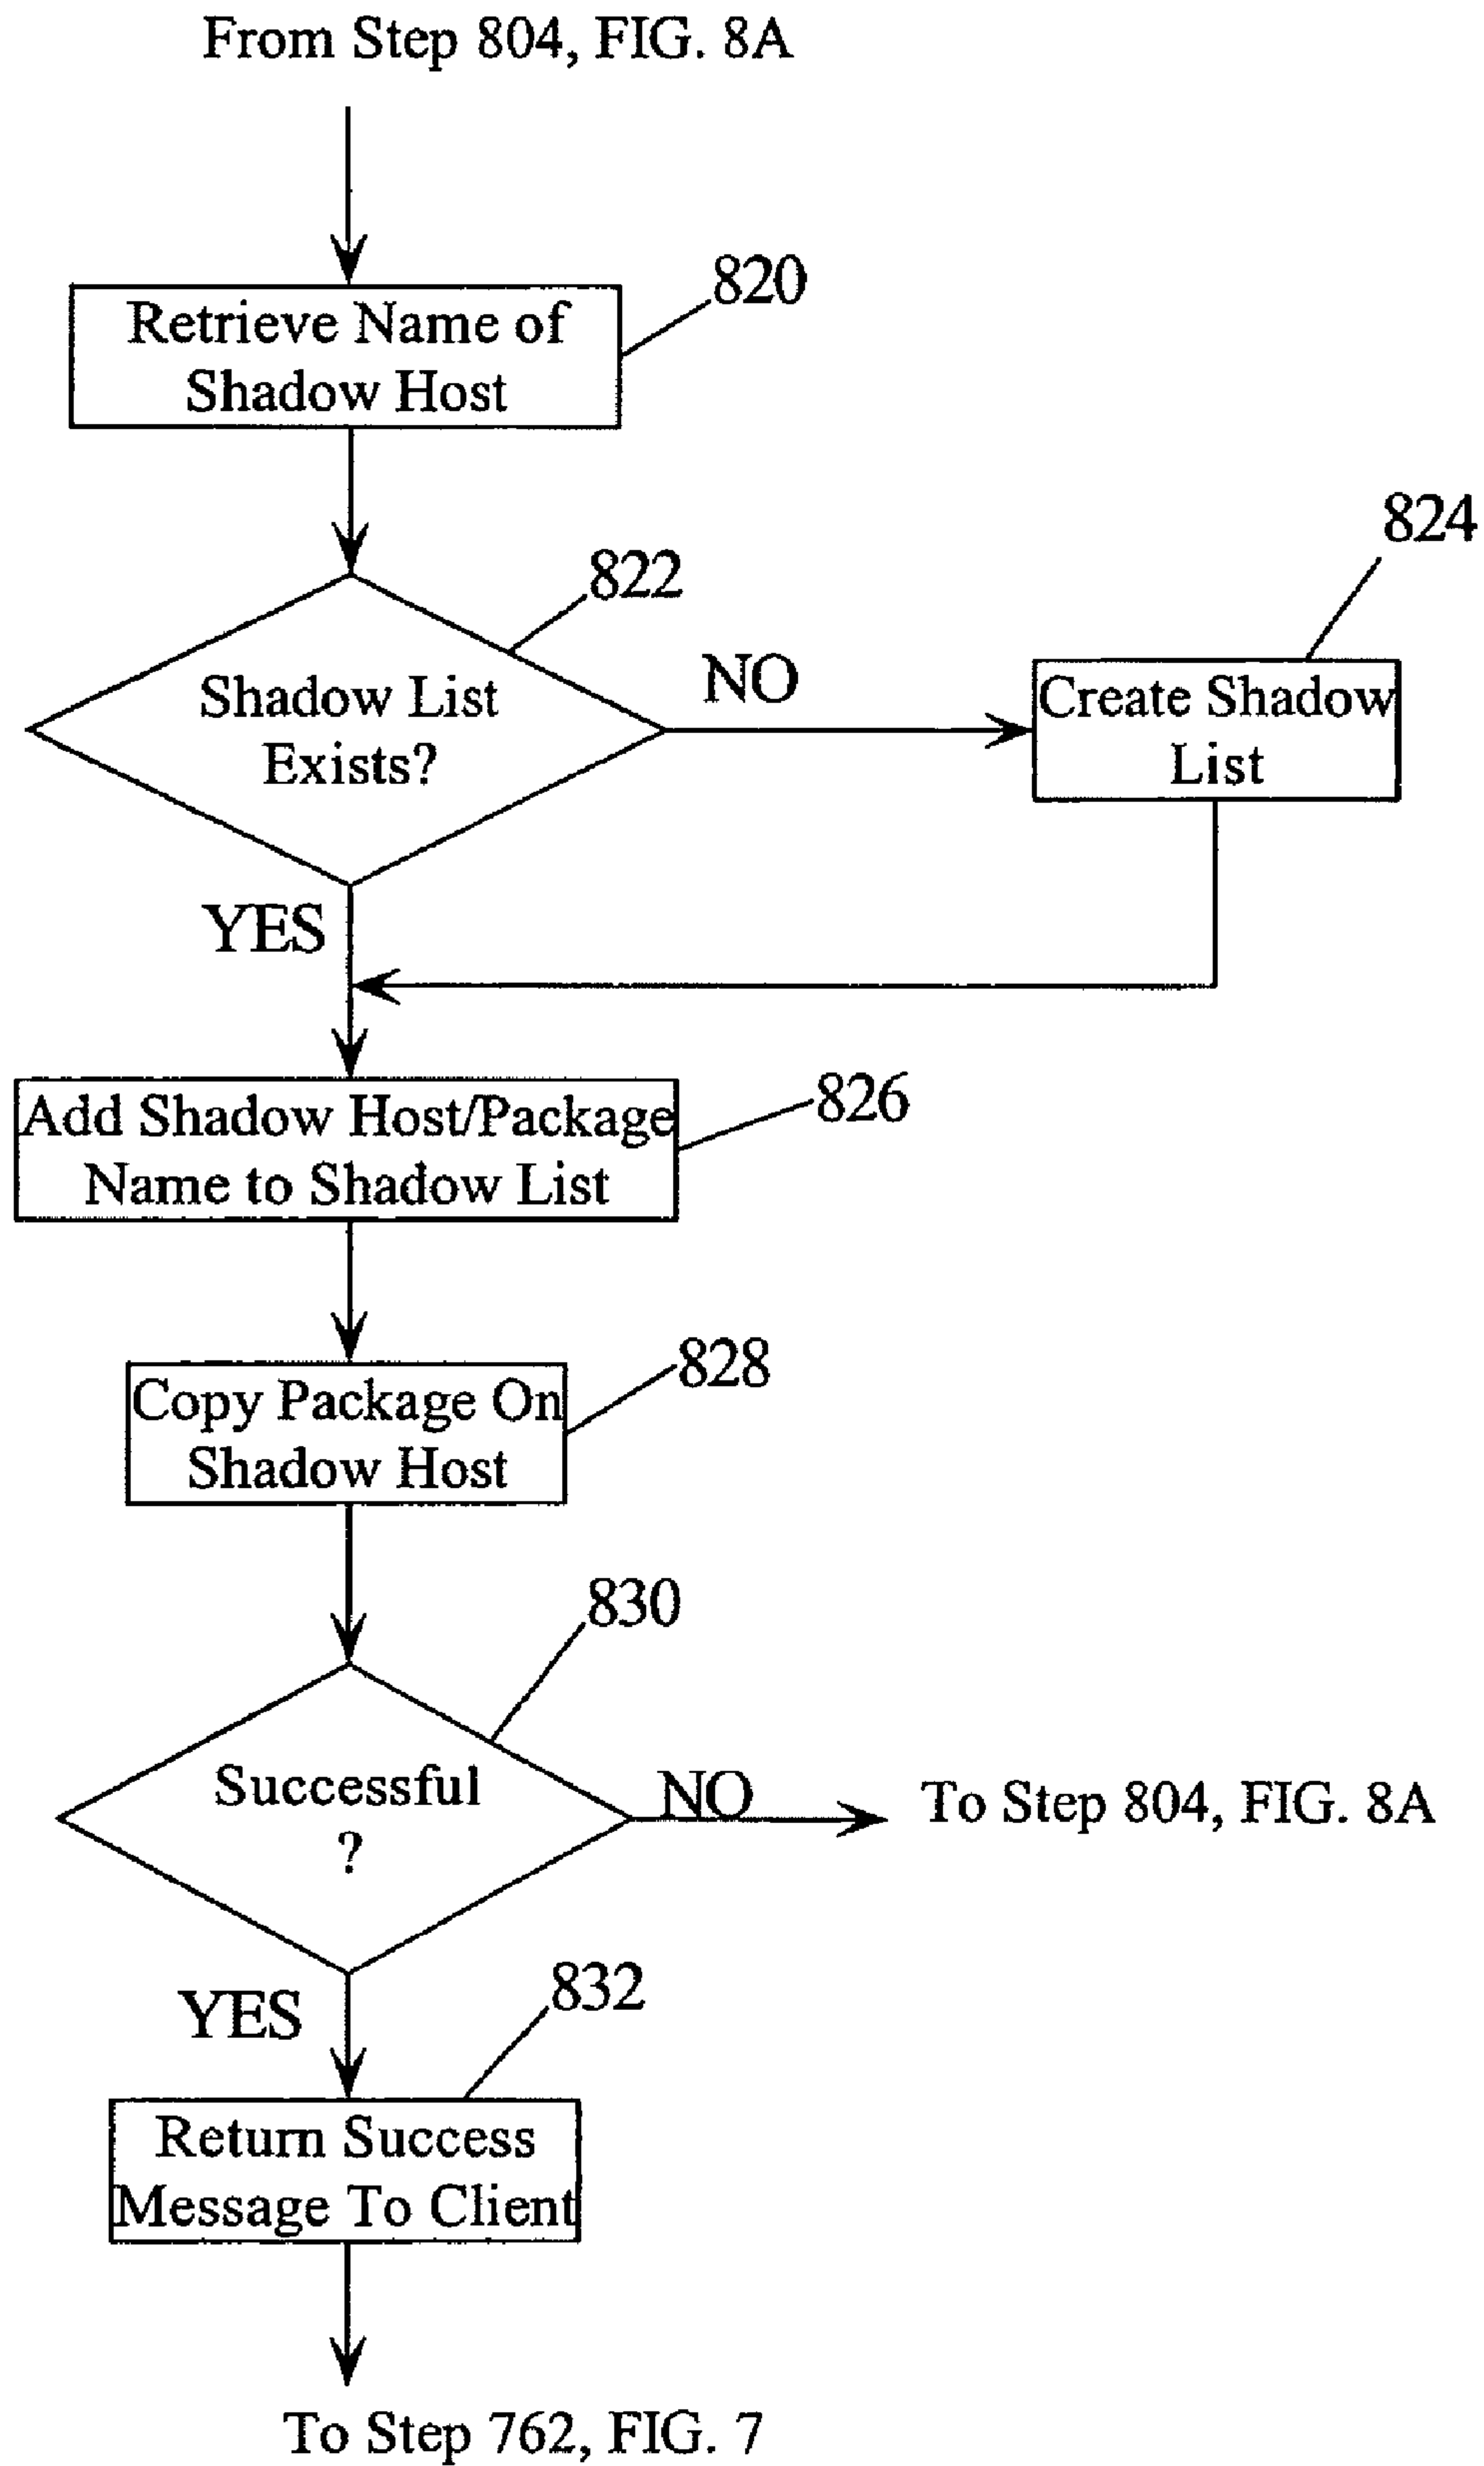 From Step 804, FIG. 8A
820
Retrieve Name of
Shadow Host
822
824
Shadow List
Exists?
NO
Create Shadow
List
YES
826
Add Shadow Host/Package
Name to Shadow List
828
Copy Package On
Shadow Host
830
Successful
?
NO
To Step 804, FIG. 8A
YES
832
Return Success
Message To Client
To Step 762, FIG. 7